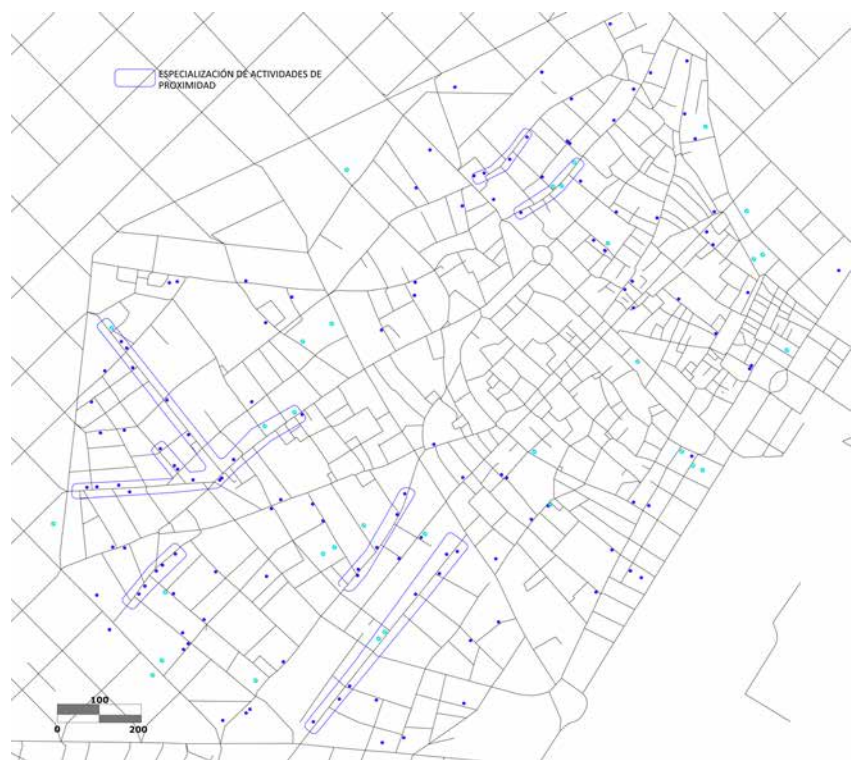 ESPECIALIZACIÓN DE ACTIVIDADES DE
PROXIMIDAD
100
0 200